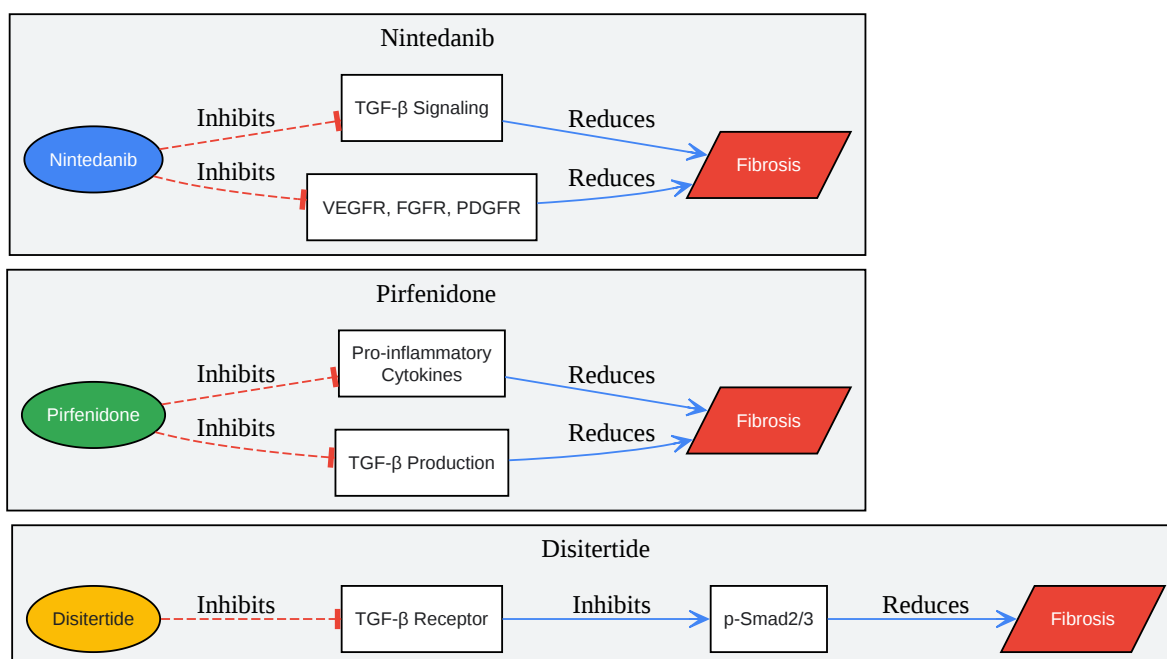 Nintedanib
Inhibits
TGF-β Signaling
Reduces
Nintedanib
Inhibits
Reduces
Fibrosis
VEGFR, FGFR, PDGFR
Pirfenidone
Inhibits
Pro-inflammatory
Cytokines
Reduces
Pirfenidone
Inhibits
Reduces
Fibrosis
TGF-β Production
Disitertide
Disitertide
Inhibits
TGF-β Receptor
Inhibits
p-Smad2/3
Reduces
Fibrosis